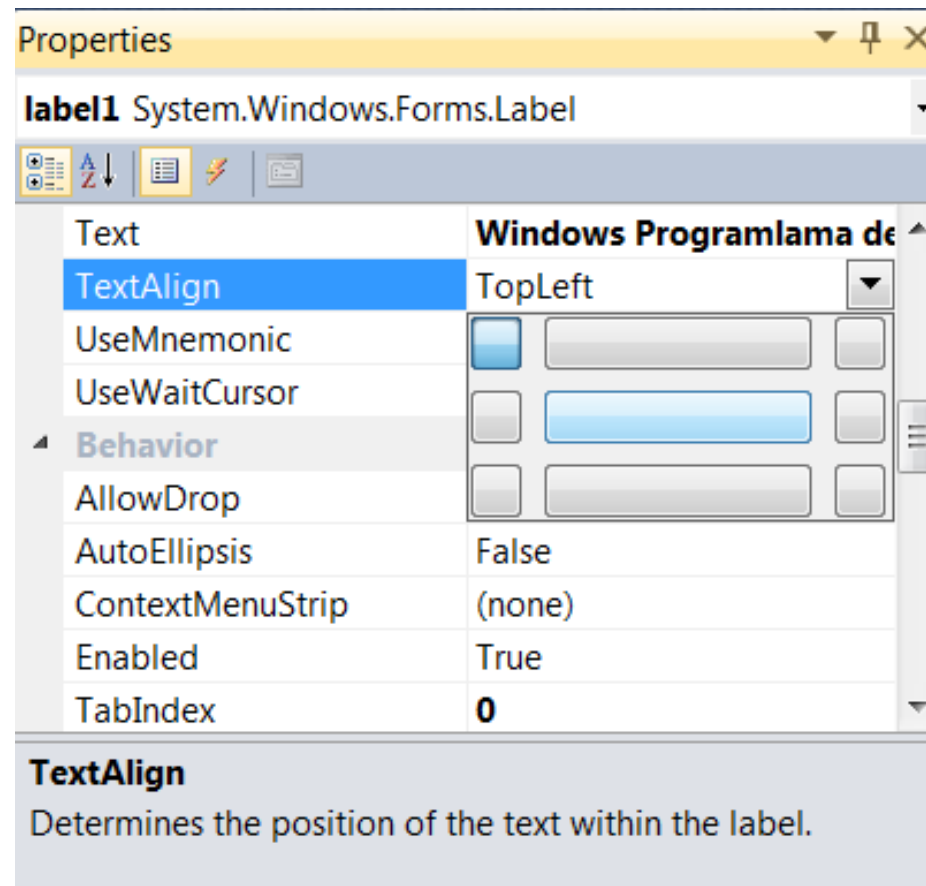 Properties
label1 System.Windows.Forms.Label
Text Windows Programlama de
TextAlign TopLeft
UseMnemonic
UseWaitCursor
Behavior
AllowDrop
AutoEllipsis False
ContextMenuStrip (none)
Enabled True
TabIndex 0
TextAlign
Determines the position of the text within the label.